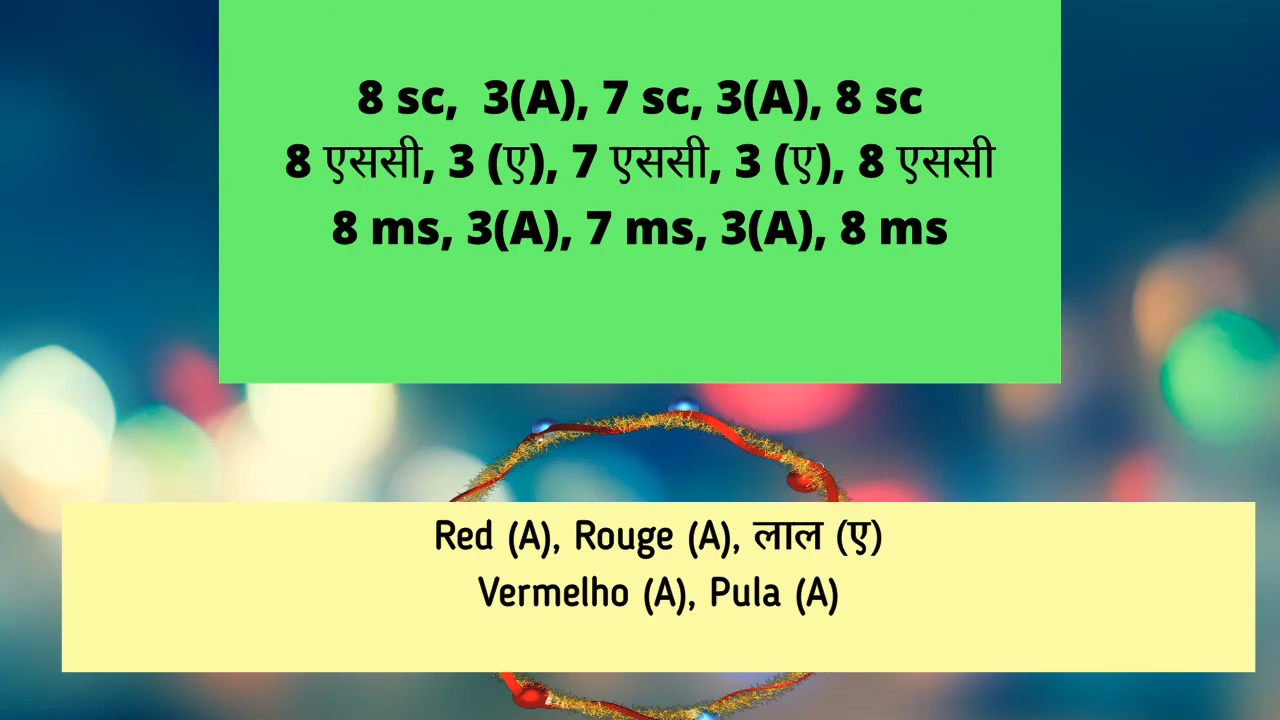 8 sc,  3(A), 7 sc, 3(A), 8 sc
8 एससी, 3 (ए), 7 एससी, 3 (ए), 8 एससी
8 ms, 3(A), 7 ms, 3(A), 8 ms
Red (A), Rouge (A), लाल (ए)
Vermelho (A), Pula (A)